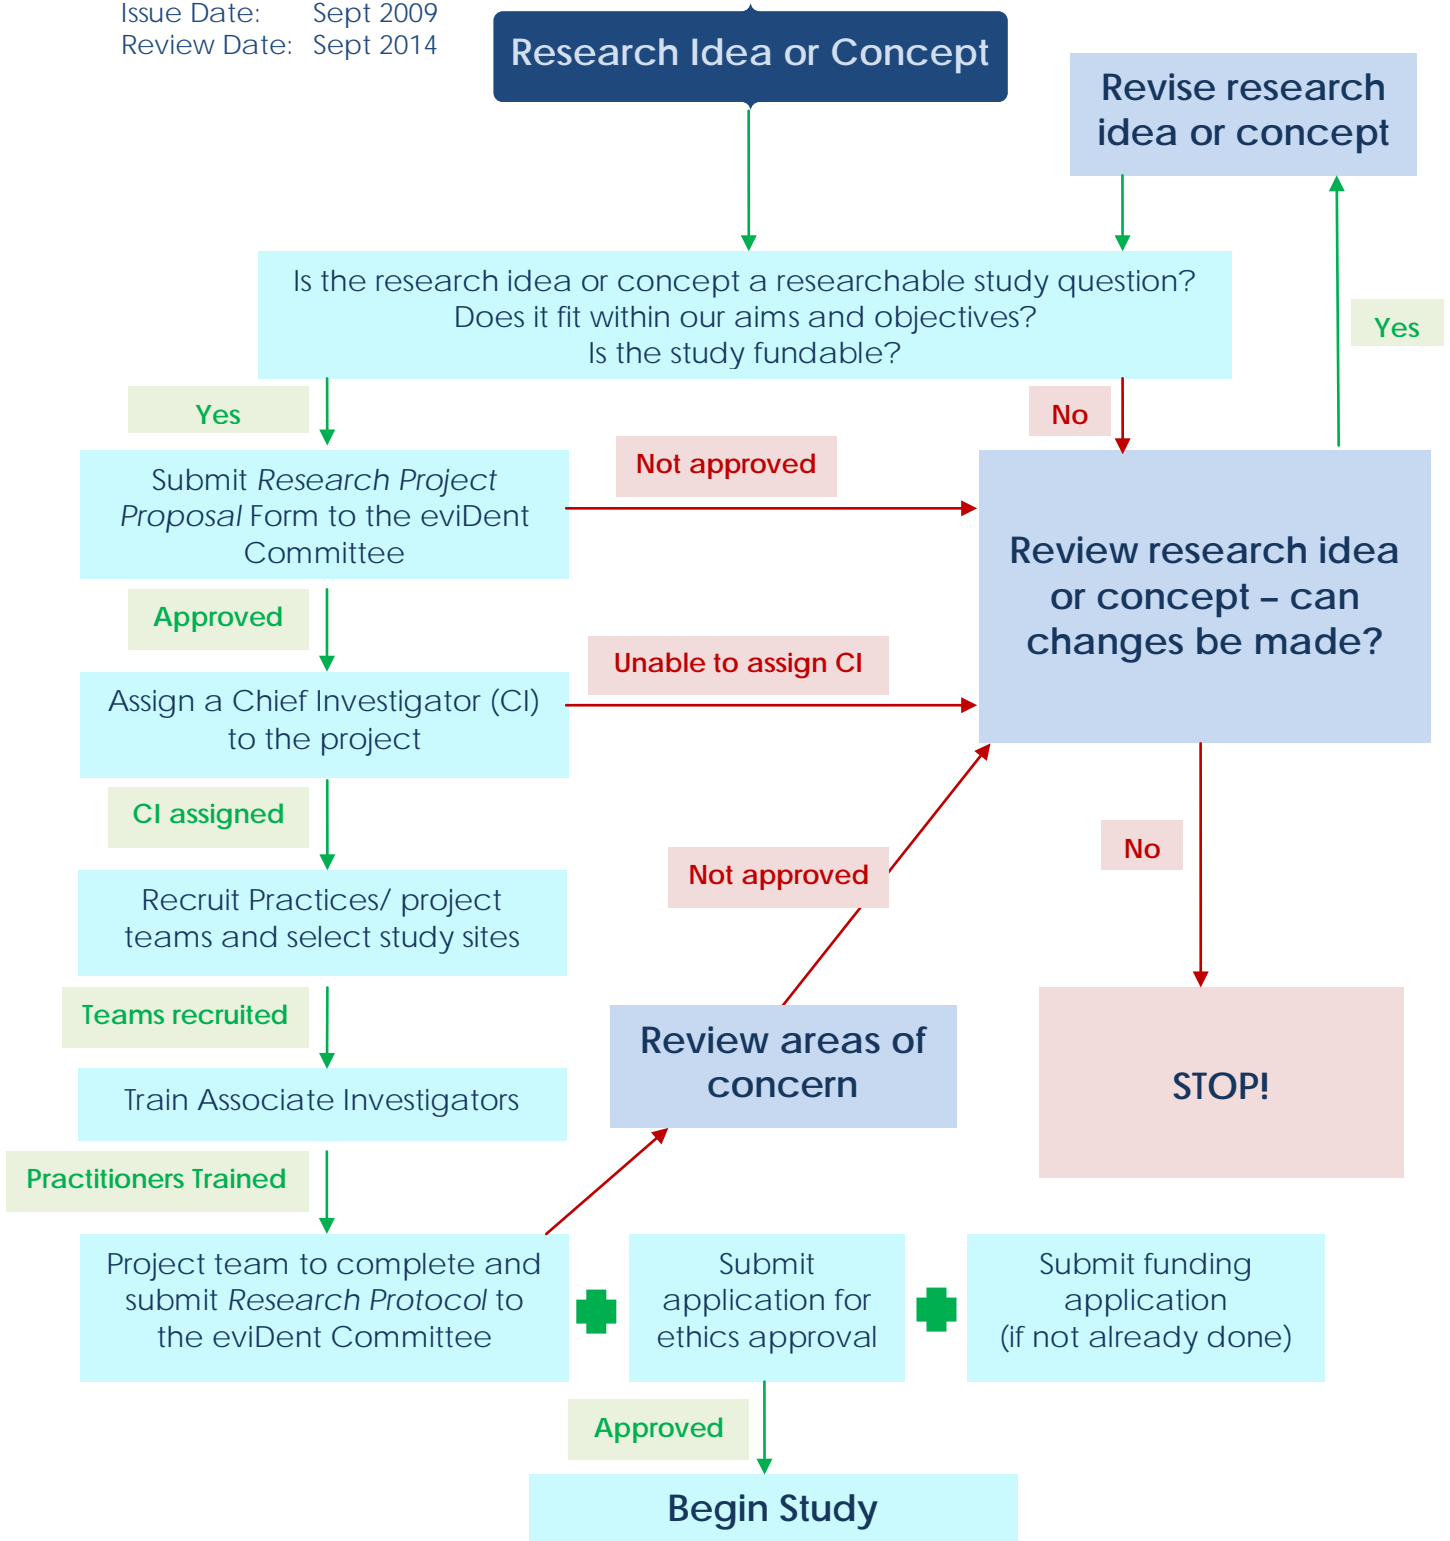 Issue Date: Sept 2009
Review Date: Sept 2014
Research Idea or Concept
Revise research
idea or concept
Is the research idea or concept a researchable study question?
Does it fit within our aims and objectives?
Is the study fundable?
Yes
Yes
No
Submit Research Project
Proposal Form to the eviDent
Committee
Not approved
Review research idea
or concept – can
changes be made?
Approved
Unable to assign CI
Assign a Chief Investigator (CI)
to the project
CI assigned
No
Not approved
Recruit Practices/ project
teams and select study sites
Teams recruited
Review areas of
concern
STOP!
Train Associate Investigators
Practitioners Trained
Project team to complete and
submit Research Protocol to
the eviDent Committee
Submit
application for
ethics approval
Submit funding
application
(if not already done)
Approved
Begin Study